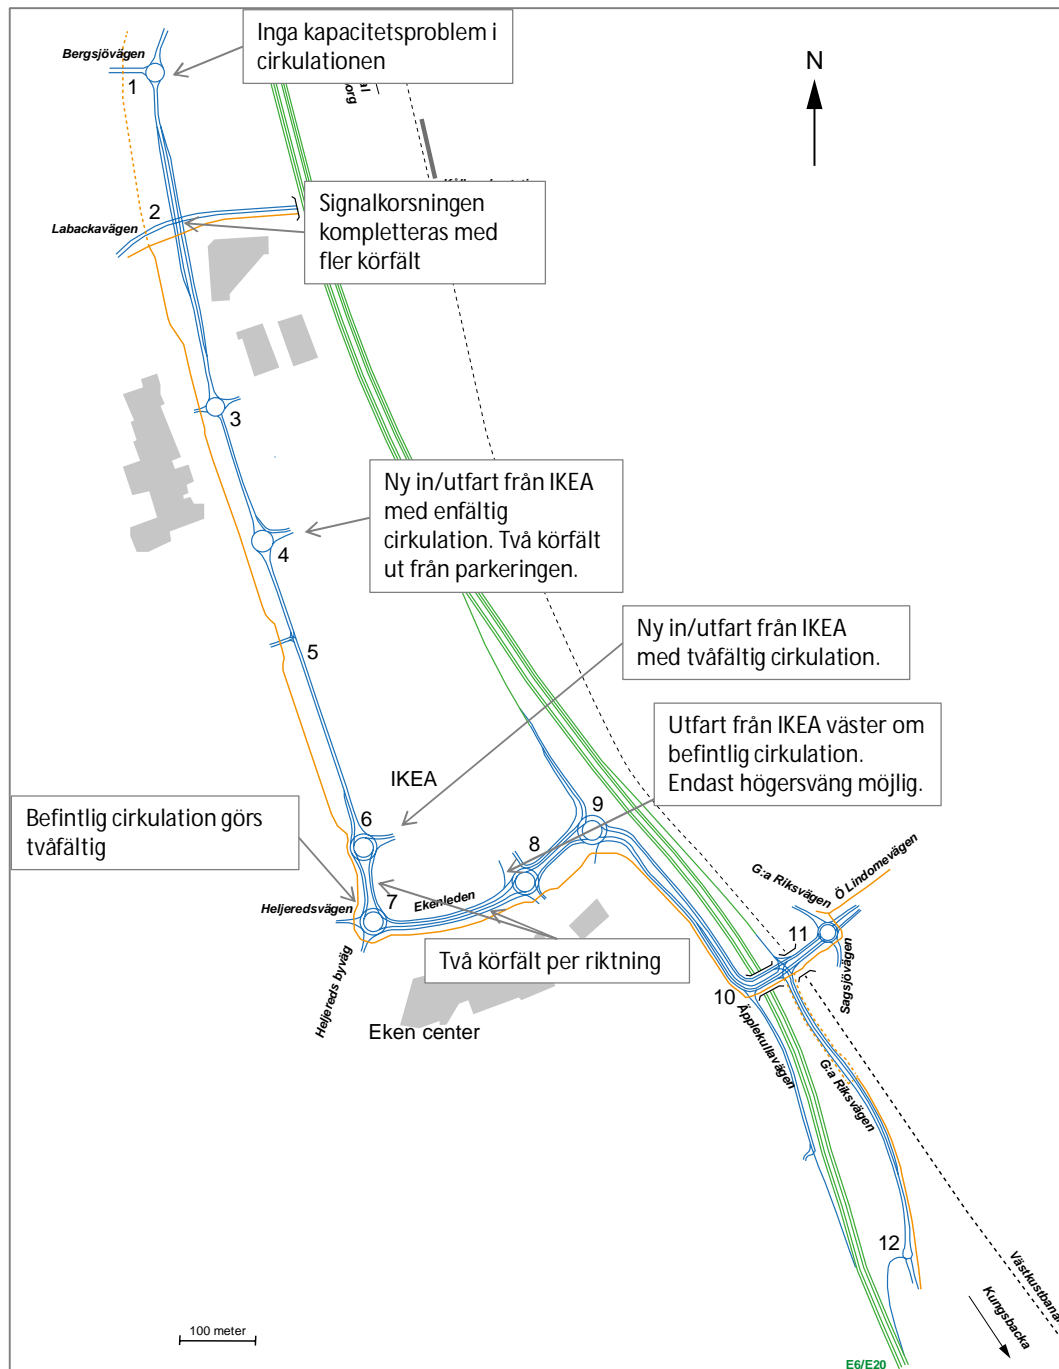 Inga kapacitetsproblem i
cirkulationen
Bergsjövägen
1
N
Signalkorsningen
kompletteras med
fler körfält
2
Labackavägen
3
Ny in/utfart från IKEA
med enfältig
cirkulation. Två körfält
ut från parkeringen.
4
5
Ny in/utfart från IKEA
med tvåfältig cirkulation.
Utfart från IKEA väster om
befintlig cirkulation.
Endast högersväng möjlig.
IKEA
Befintlig cirkulation görs
tvåfältig
6
9
8
7
Ekenleden
Heljeredsvägen
Heljereds byväg
Två körfält per riktning
Eken center
G:a Riksvägen
Ö Lindomevägen
11
Sagsjövägen
10
Äpplekullavägen
G:a Riksvägen
12
Västkustbanan
Kungsbacka
100 meter
E6/E20